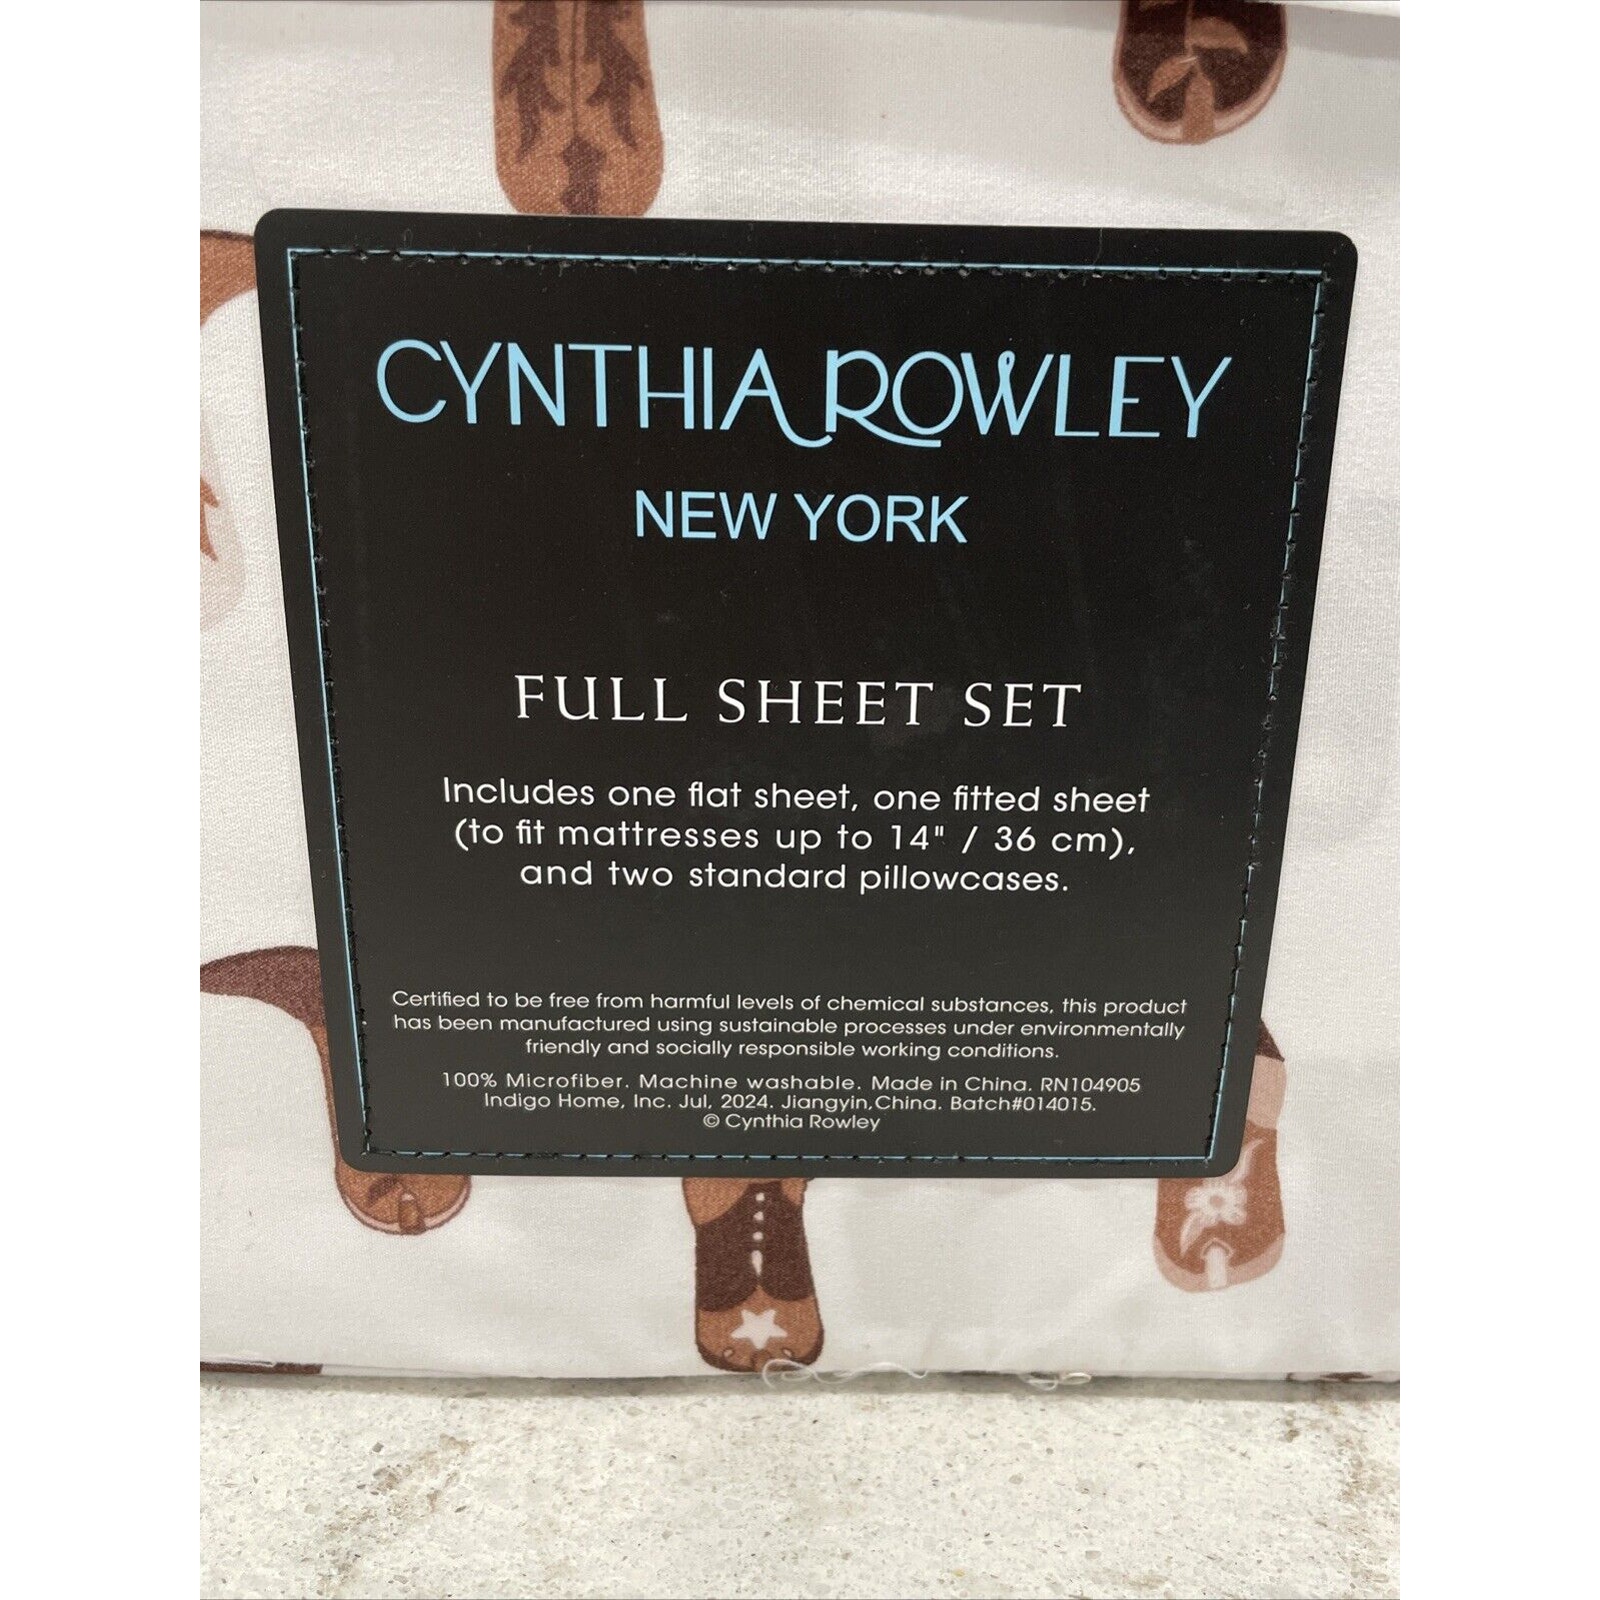 CYNTHIA ROWLEY
NEW YORK
FULL SHEET SET
Includes one flat sheet, one fitted sheet
(to fit mattresses up to 14" / 36 cm),
and two standard pillowcases.
Certified to be free from harmful levels of chemical substances, this product
has been manufactured using sustainable processes under environmentally
friendly and socially responsible working conditions.
100% Microfiber. Machine washable. Made in China. RN104905
Indigo Home, Inc. Jul, 2024. Jiangyin,China. Batch#014015.
© Cynthia Rowley